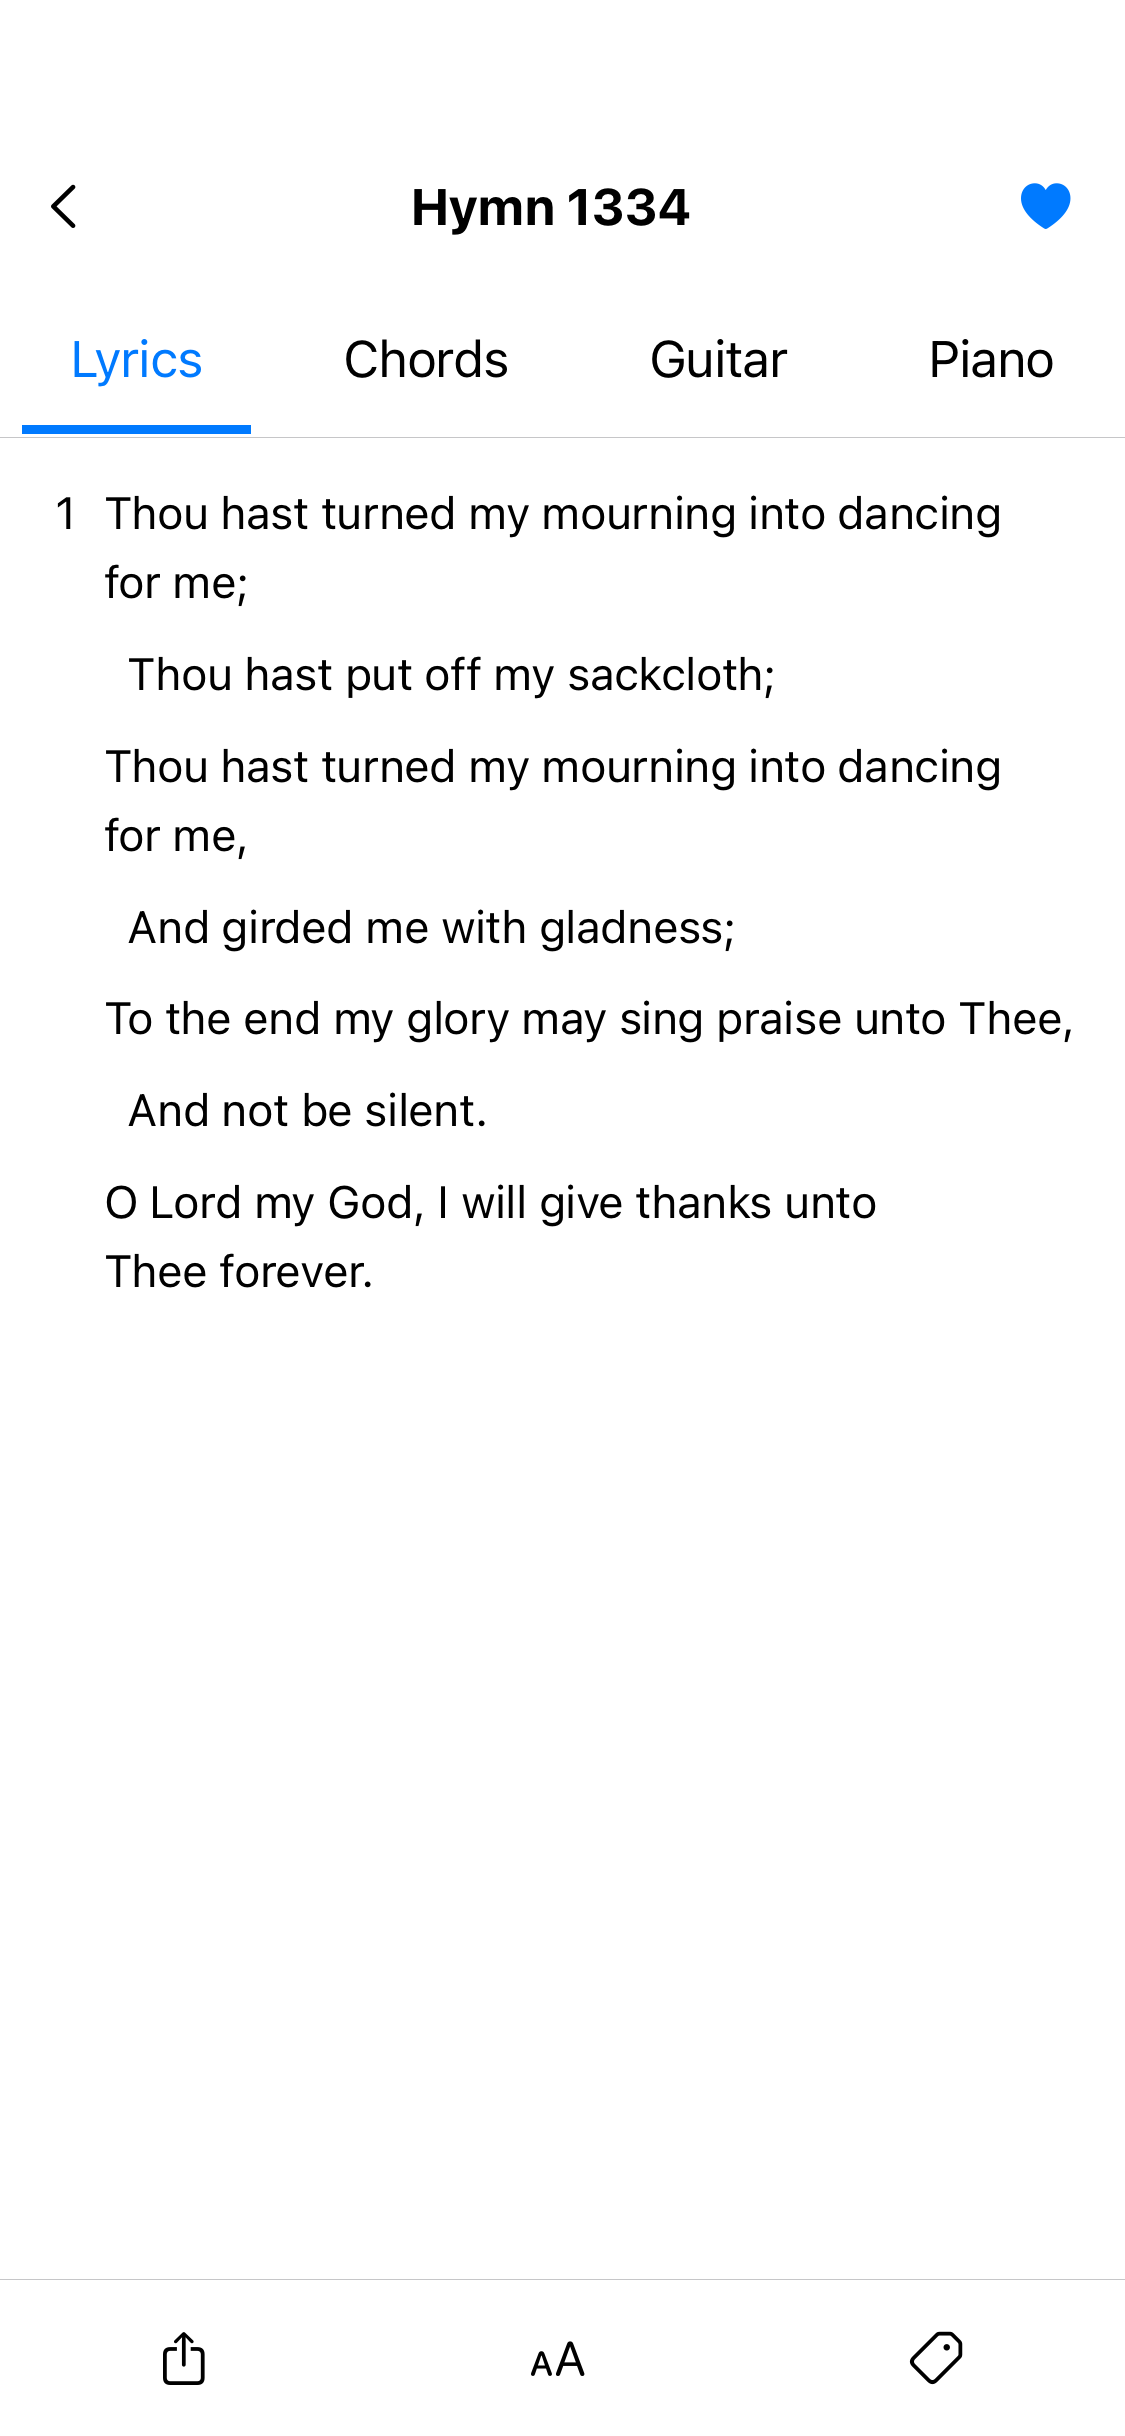 Hymn 1334
Lyrics Chords Guitar Piano
1 Thou hast turned my mourning into dancing
for me;
Thou hast put off my sackcloth;
Thou hast turned my mourning into dancing
for me,
And girded me with gladness;
To the end my glory may sing praise unto Thee,
And not be silent.
O Lord my God, I will give thanks unto
Thee forever.
AA